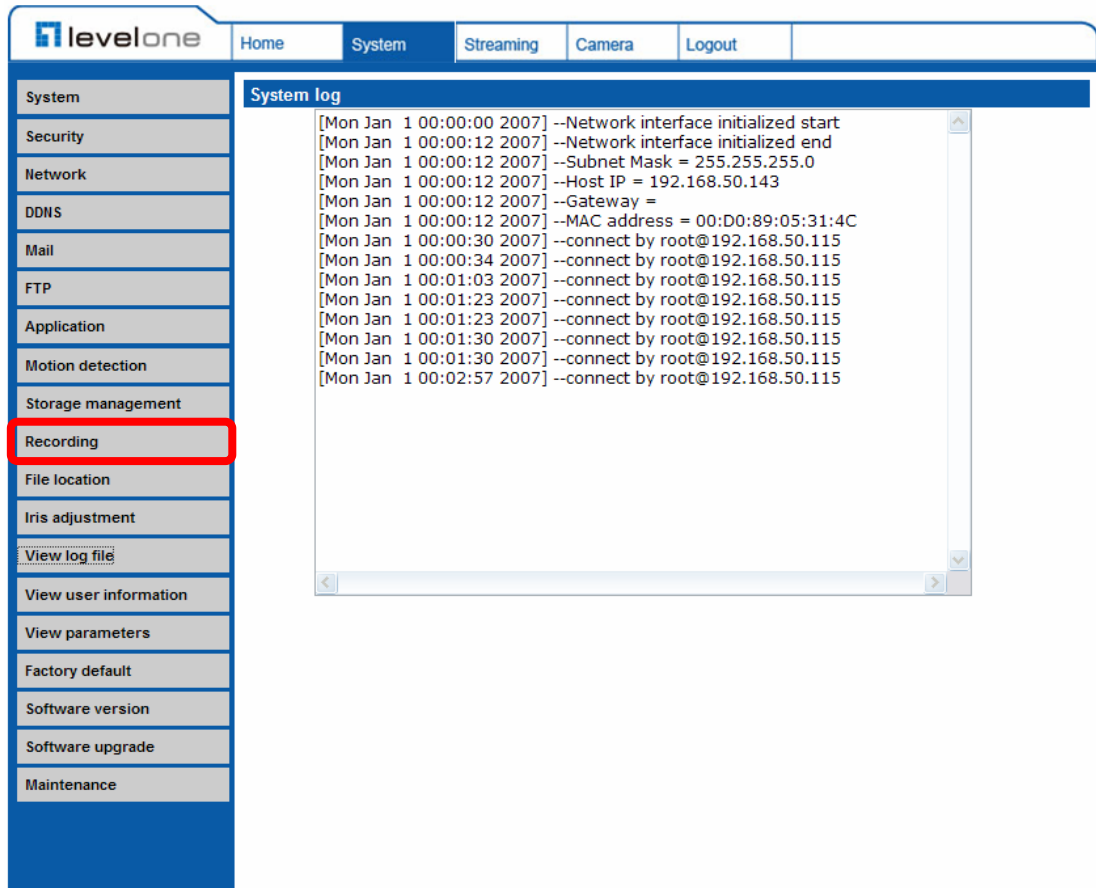 levelone
Home System Streaming Camera Logout
System
Security
Network
DDNS
Mail
FTP
Application
Motion detection
Storage management
Recording
File location
Iris adjustment
View log file
View user information
View parameters
Factory default
Software version
Software upgrade
Maintenance
System log
[Mon Jan  1 00:00:00 2007] --Network interface initialized start
[Mon Jan  1 00:00:12 2007] --Network interface initialized end
[Mon Jan  1 00:00:12 2007] --Subnet Mask = 255.255.255.0
[Mon Jan  1 00:00:12 2007] --Host IP = 192.168.50.143
[Mon Jan  1 00:00:12 2007] --Gateway =
[Mon Jan  1 00:00:12 2007] --MAC address = 00:D0:89:05:31:4C
[Mon Jan  1 00:00:30 2007] --connect by root@192.168.50.115
[Mon Jan  1 00:00:34 2007] --connect by root@192.168.50.115
[Mon Jan  1 00:01:03 2007] --connect by root@192.168.50.115
[Mon Jan  1 00:01:23 2007] --connect by root@192.168.50.115
[Mon Jan  1 00:01:23 2007] --connect by root@192.168.50.115
[Mon Jan  1 00:01:30 2007] --connect by root@192.168.50.115
[Mon Jan  1 00:01:30 2007] --connect by root@192.168.50.115
[Mon Jan  1 00:02:57 2007] --connect by root@192.168.50.115